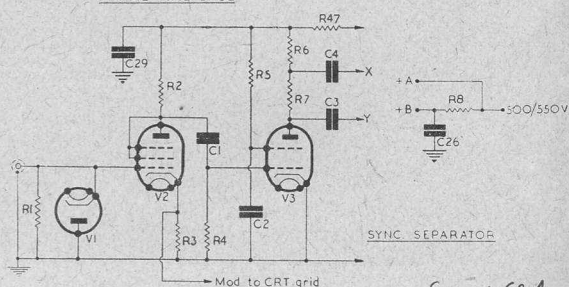 R47
R6
C4
X
C29
R2
R5
R7
C3
Y
+A
+B
R8
500/550V
C26
C1
R1
V1
V2
V3
R3
R4
C2
SYNC. SEPARATOR
Mod to CRT grid